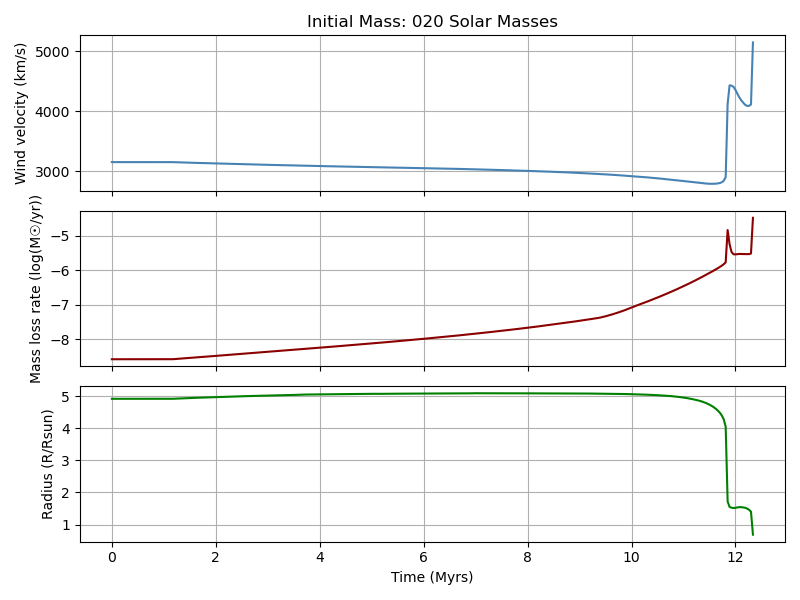 Initial Mass: 020 Solar Masses
Wind velocity (km/s)
5000
4000
3000
Mass loss rate (log(M☉/yr))
−5
−6
−7
−8
Radius (R/Rsun)
5
4
3
2
1
0 2 4 6 8 10 12
Time (Myrs)